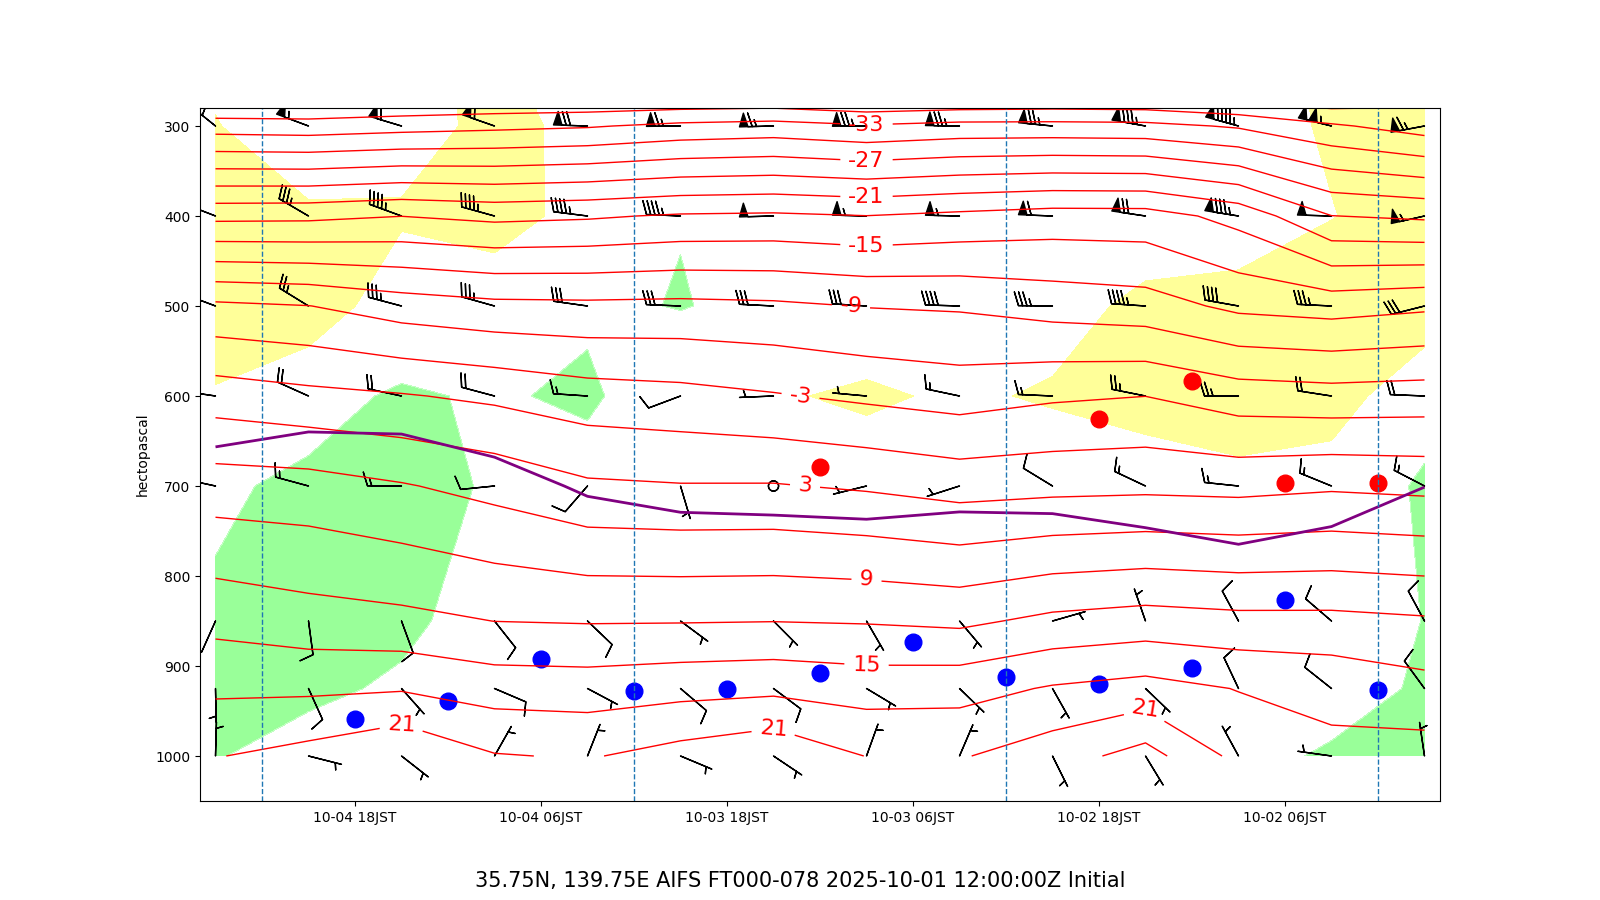 hectopascal
300
400
500
600
700
800
900
1000
-33
-27
-21
-15
-9
-3
3
9
15
21
21
21
10-04 18JST
10-04 06JST
10-03 18JST
10-03 06JST
10-02 18JST
10-02 06JST
35.75N, 139.75E AIFS FT000-078 2025-10-01 12:00:00Z Initial